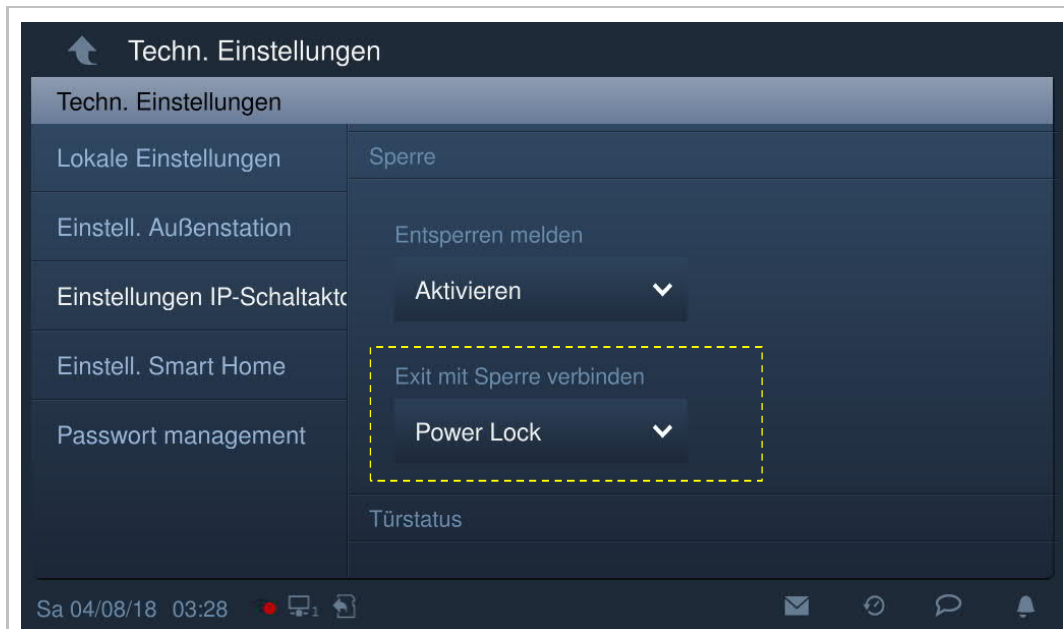 Techn. Einstellungen
Techn. Einstellungen
Lokale Einstellungen
Einstell. Außenstation
Einstellungen IP-Schaltakto
Einstell. Smart Home
Passwort management
Sperre
Entsperren melden
Aktivieren
Exit mit Sperre verbinden
Power Lock
Türstatus
Sa 04/08/18 03:28 1